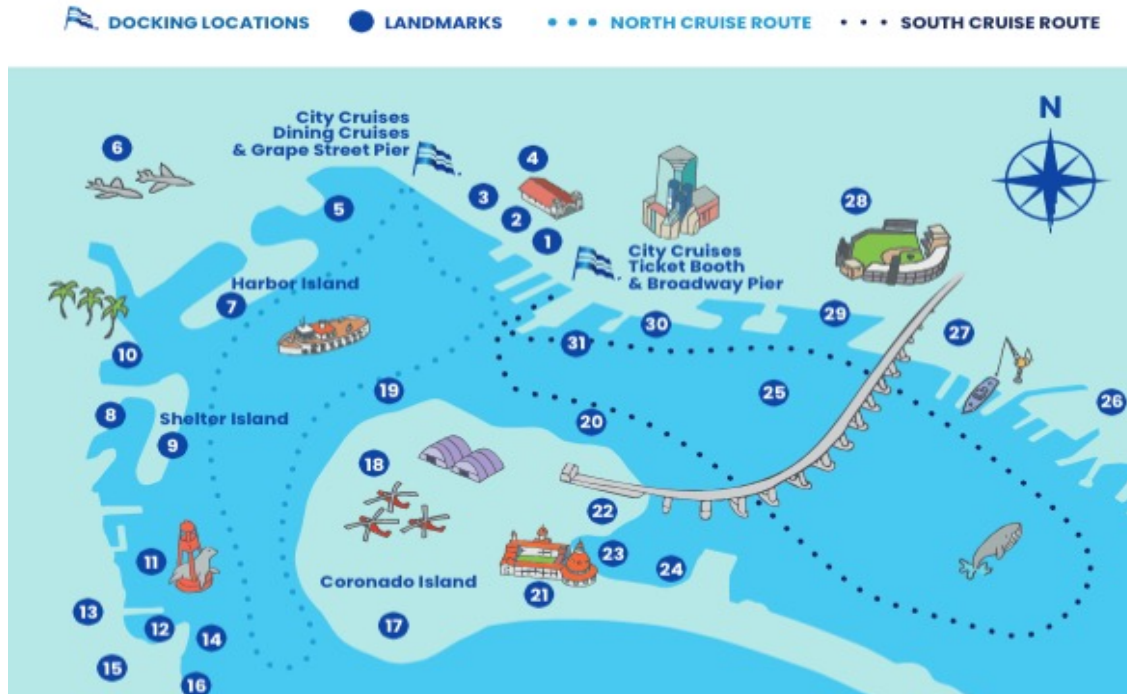 DOCKING LOCATIONS
LANDMARKS
NORTH CRUISE ROUTE
SOUTH CRUISE ROUTE
N
City Cruises
Dining Cruises
& Grape Street Pier
6
4
5
3
2
1
28
City Cruises
Ticket Booth
& Broadway Pier
Harbor Island
7
29
30
27
31
10
19
25
26
8
Shelter Island
9
20
18
22
11
23
24
Coronado Island
21
13
12
14
17
15
16